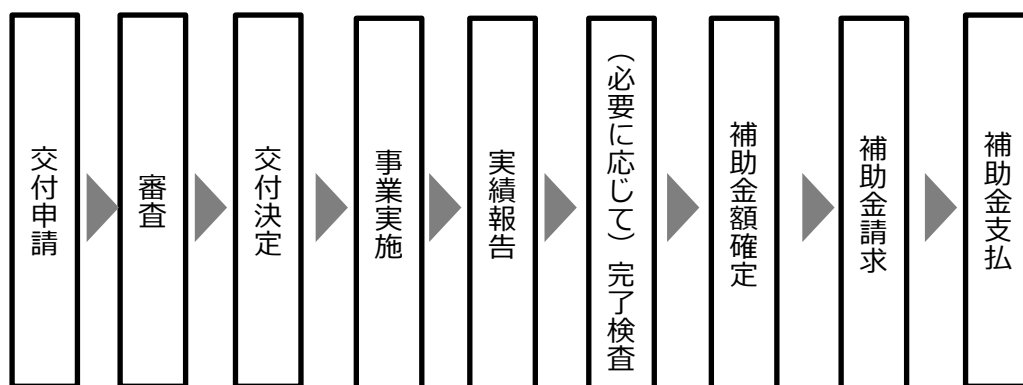 交付申請
審査
交付決定
事業実施
実績報告
（必要に応じて）完了検査
補助金額確定
補助金請求
補助金支払